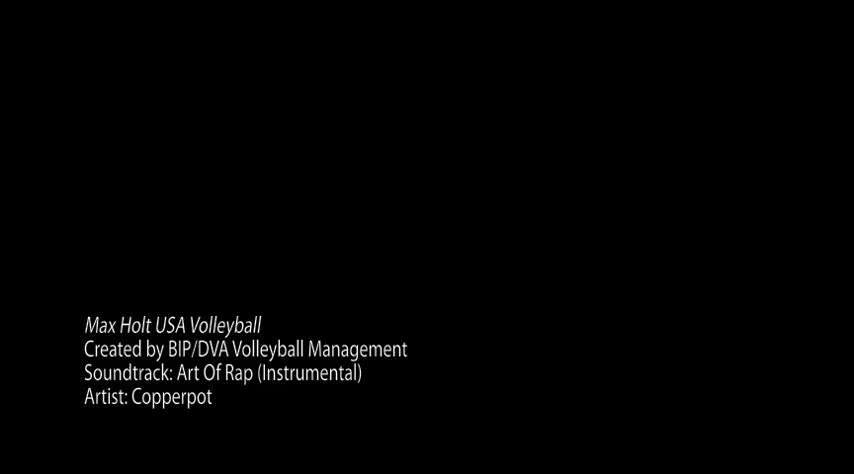 Max Holt USA Volleyball
Created by BIP/DVA Volleyball Management
Soundtrack: Art Of Rap (Instrumental)
Artist: Copperpot